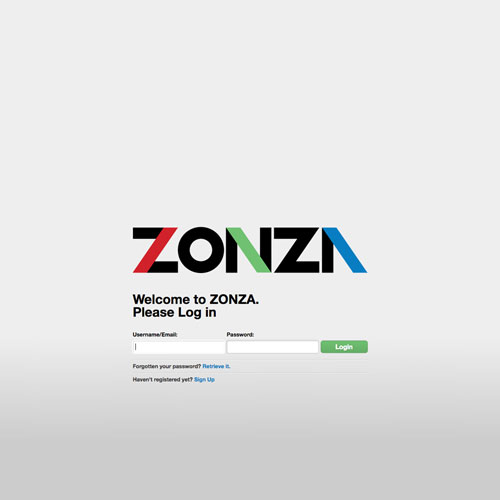 ZONZA
Welcome to ZONZA.
Please Log in
Username/Email: Password:
Login
Forgotten your password? Retrieve it.
Haven't registered yet? Sign Up